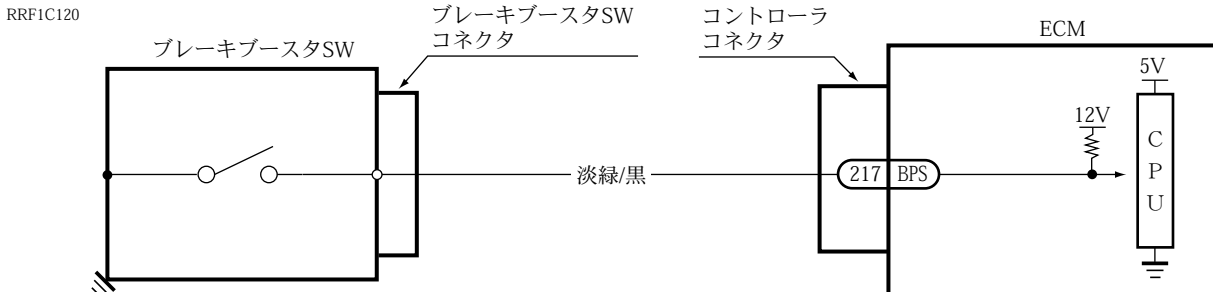 RRF1C120
ブレーキブースタSW
ブレーキブースタSW
コネクタ
コントローラ
コネクタ
ECM
5V
12V
淡緑/黒
217 BPS
C
P
U